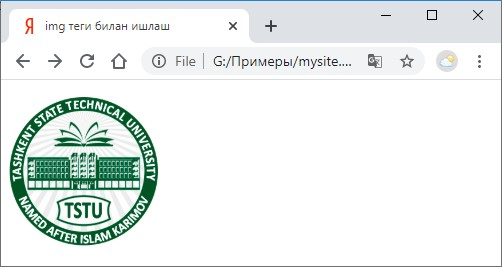 img теги билан ишлаш
File G:/Примеры/mysite....
TASHKENT STATE TECHNICAL UNIVERSITY
TSTU
NAMED AFTER ISLAM KARIMOV